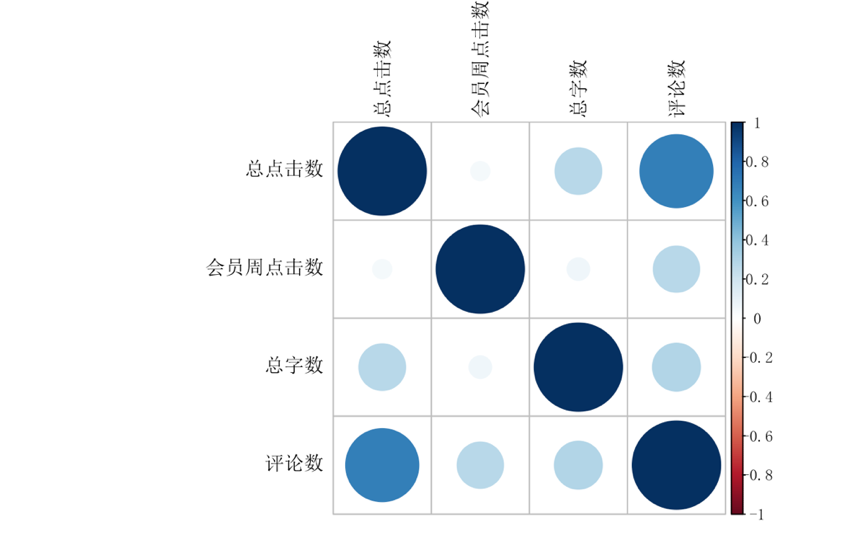 总点击数
会员周点击数
总字数
评论数
总点击数
会员周点击数
总字数
评论数
1
0.8
0.6
0.4
0.2
0
-0.2
-0.4
-0.6
-0.8
-1